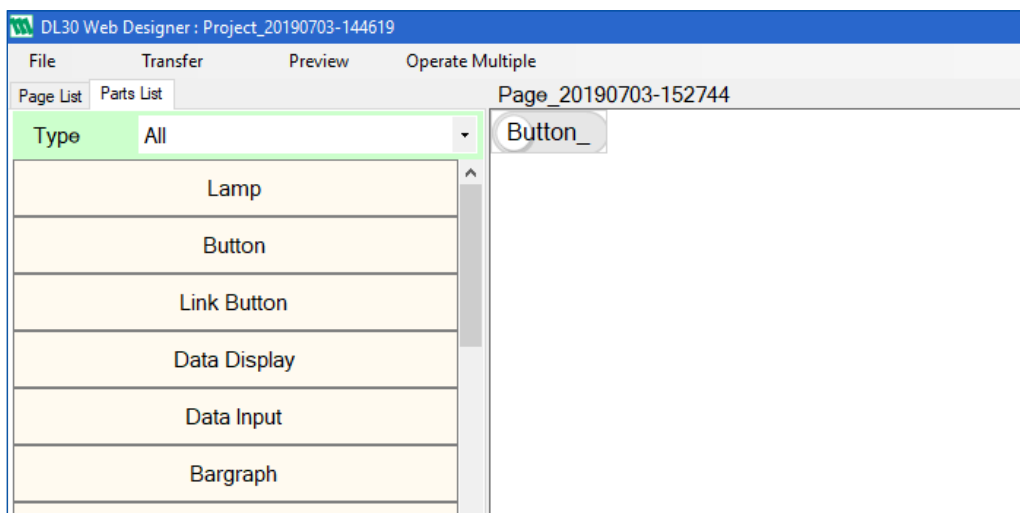 DL30 Web Designer : Project_20190703-144619
File Transfer Preview Operate Multiple
Page List Parts List
Page_20190703-152744
Type All
Button_
Lamp
Button
Link Button
Data Display
Data Input
Bargraph